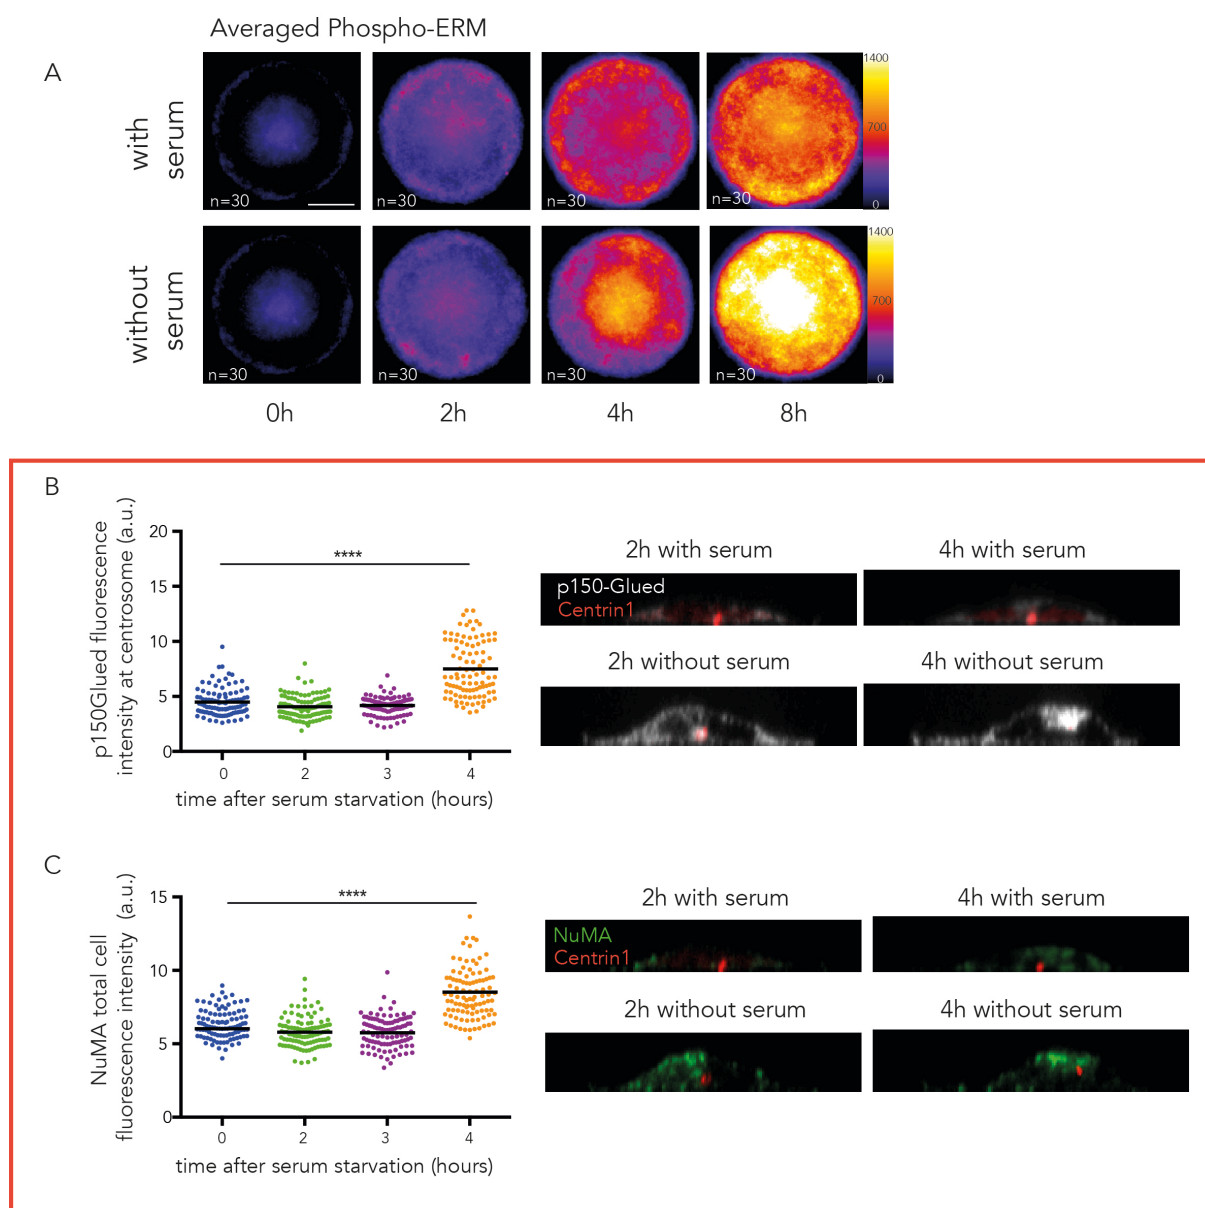 Averaged Phospho-ERM
A
with
serum
n=30
n=30
n=30
n=30
1400
700
0
without
serum
n=30
n=30
n=30
n=30
1400
700
0
0h
2h
4h
8h
B
p150Glued fluorescence
intensity at centrosome (a.u.)
20
15
10
5
0
****
0
2
3
4
time after serum starvation (hours)
2h with serum
4h with serum
p150-Glued
Centrin1
2h without serum
4h without serum
C
NuMA total cell
fluorescence intensity (a.u.)
15
10
5
0
****
0
2
3
4
time after serum starvation (hours)
2h with serum
4h with serum
NuMA
Centrin1
2h without serum
4h without serum